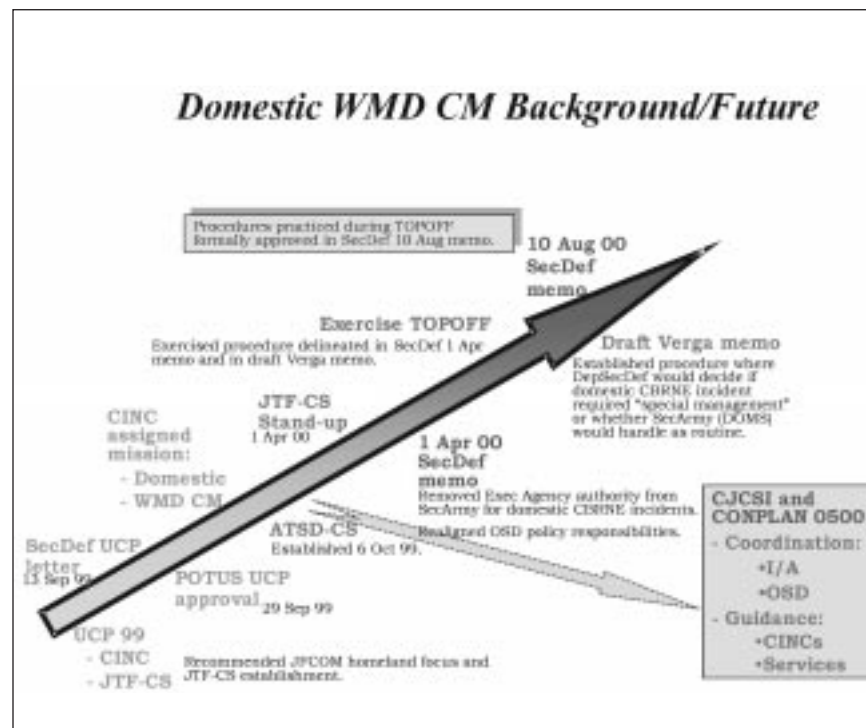 Domestic WMD CM Background/Future
Procedures practiced during TOPOFF
formally approved in SecDef 10 Aug memo.
10 Aug 00
SecDef
memo
Exercise TOPOFF
Exercised procedure delineated in SecDef 1 Apr
memo and in draft Verga memo.
Draft Verga memo
Established procedure where
DepSecDef would decide if
domestic CBRNE incident
required "special management"
or whether SecArmy (DOMS)
would handle as routine.
JTF-CS
Stand-up
1 Apr 00
CINC
assigned
mission:
- Domestic
- WMD CM
1 Apr 00
SecDef
memo
Removed Exec Agency authority from
SecArmy for domestic CBRNE incidents.
Realigned OSD policy responsibilities.
ATSD-CS
Established 6 Oct 99.
CJCSI and
CONPLAN 0500
- Coordination:
•I/A
•OSD
- Guidance:
•CINCs
•Services
SecDef UCP
letter
13 Sep 99
POTUS UCP
approval
29 Sep 99
UCP 99
- CINC
- JTF-CS
Recommended JFCOM homeland focus and
JTF-CS establishment.